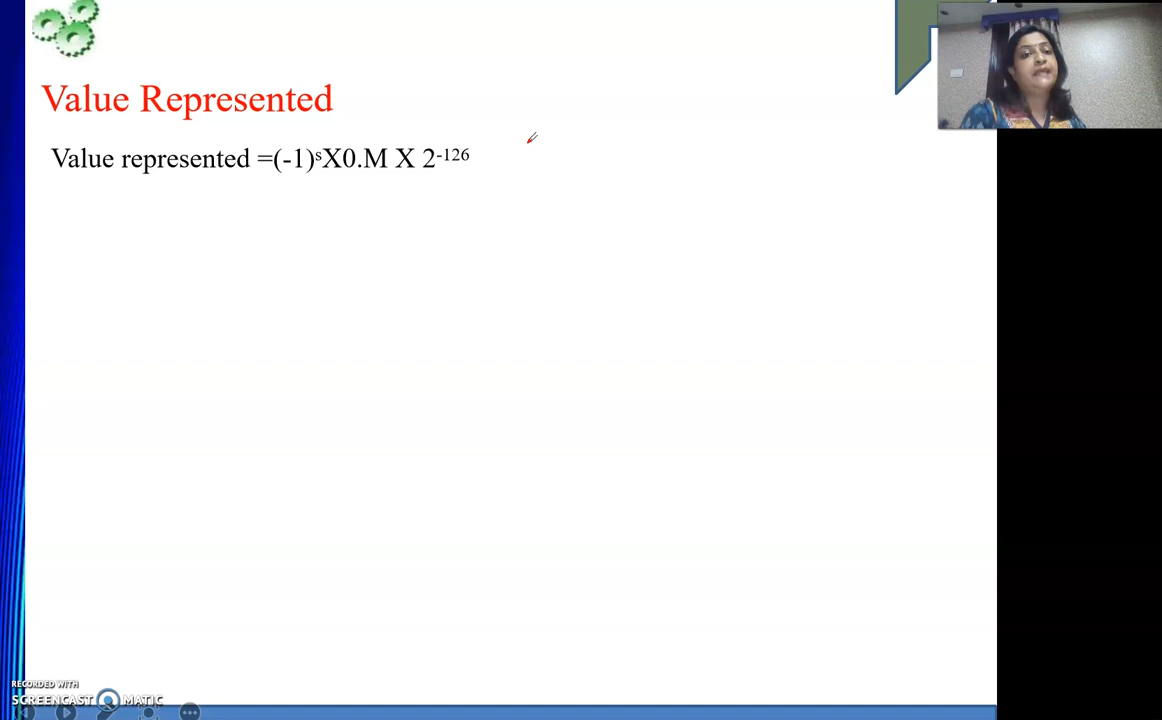 Value Represented
Value represented =(-1)ˢX0.M X 2⁻¹²⁶
RECORDED WITH
SCREENCAST MATIC